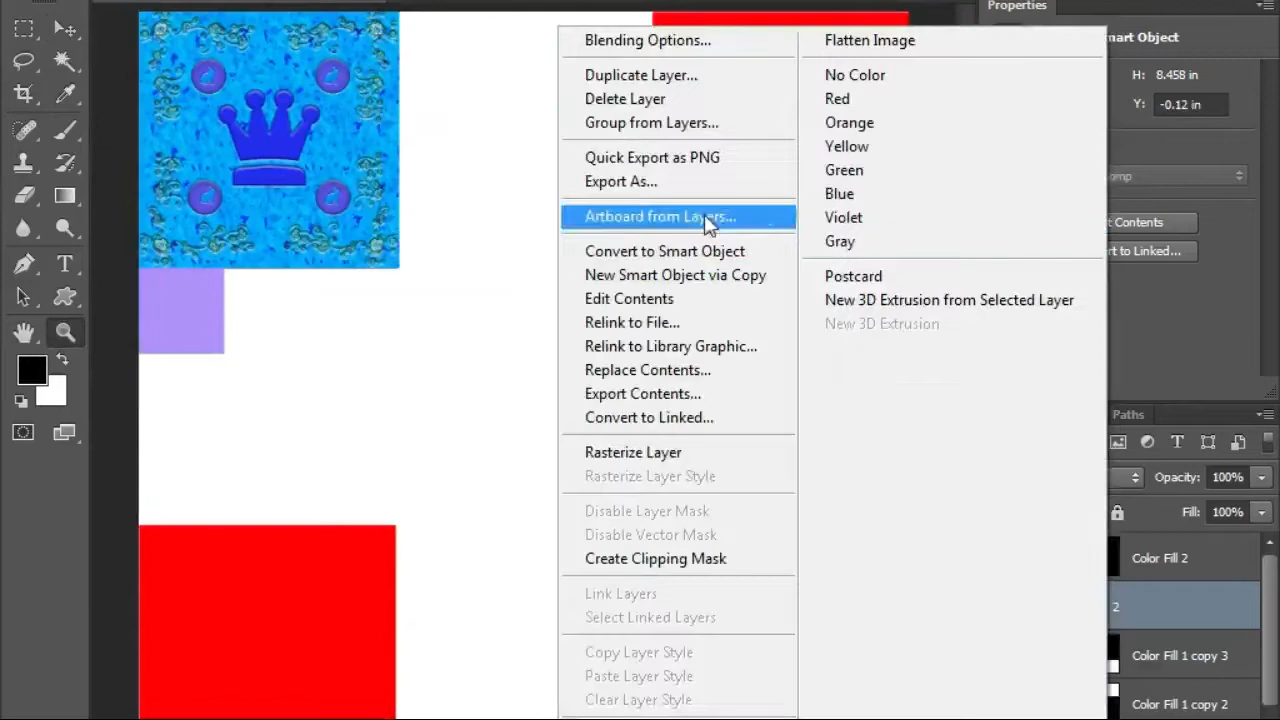 Properties
Blending Options...
Duplicate Layer...
Delete Layer
Group from Layers...
Quick Export as PNG
Export As...
Artboard from Layers...
Convert to Smart Object
New Smart Object via Copy
Edit Contents
Relink to File...
Relink to Library Graphic...
Replace Contents...
Export Contents...
Convert to Linked...
Rasterize Layer
Rasterize Layer Style
Disable Layer Mask
Disable Vector Mask
Create Clipping Mask
Link Layers
Select Linked Layers
Copy Layer Style
Paste Layer Style
Clear Layer Style
Flatten Image
No Color
Red
Orange
Yellow
Green
Blue
Violet
Gray
Postcard
New 3D Extrusion from Selected Layer
New 3D Extrusion
mart Object
H: 8.458 in
Y: -0.12 in
omp
t Contents
rt to Linked...
Paths
Opacity: 100%
Fill: 100%
Color Fill 2
2
Color Fill 1 copy 3
Color Fill 1 copy 2